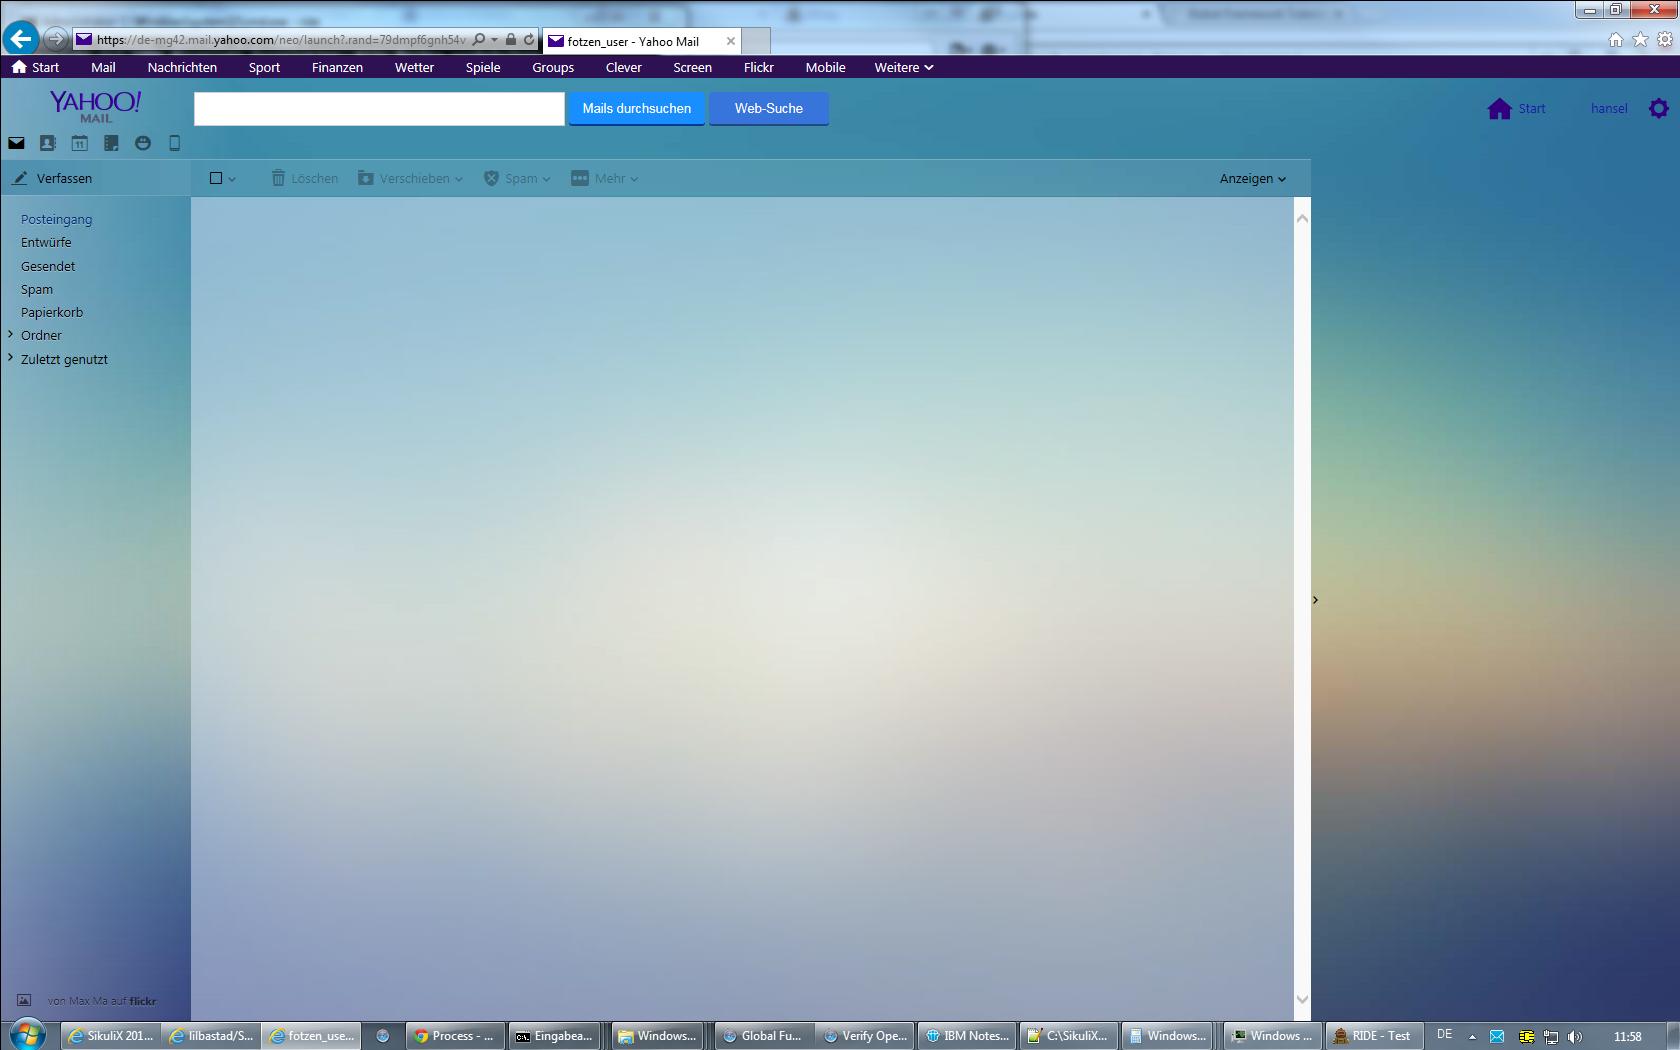 https://de-mg42.mail.yahoo.com/neo/launch?.rand=79dmpf6gnh54v
fotzen_user - Yahoo Mail
Start Mail Nachrichten Sport Finanzen Wetter Spiele Groups Clever Screen Flickr Mobile Weitere
YAHOO!
MAIL
Mails durchsuchen Web-Suche Start hansel
11
Verfassen Löschen Verschieben Spam Mehr Anzeigen
Posteingang
Entwürfe
Gesendet
Spam
Papierkorb
Ordner
Zuletzt genutzt
von Max Ma auf flickr
SikuliX 201... lilbastad/S... fotzen_use... Process - ... Eingabea... Windows... Global Fu... Verify Ope... IBM Notes... C:\SikuliX... Windows... Windows ... RIDE - Test DE 11:58